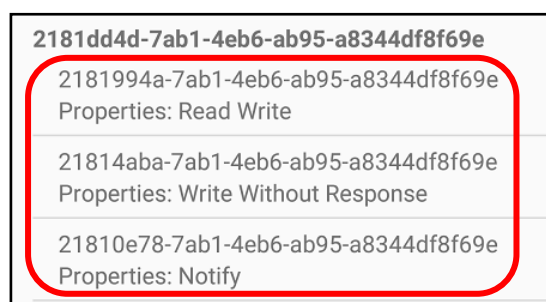 2181dd4d-7ab1-4eb6-ab95-a8344df8f69e
2181994a-7ab1-4eb6-ab95-a8344df8f69e
Properties: Read Write
21814aba-7ab1-4eb6-ab95-a8344df8f69e
Properties: Write Without Response
21810e78-7ab1-4eb6-ab95-a8344df8f69e
Properties: Notify